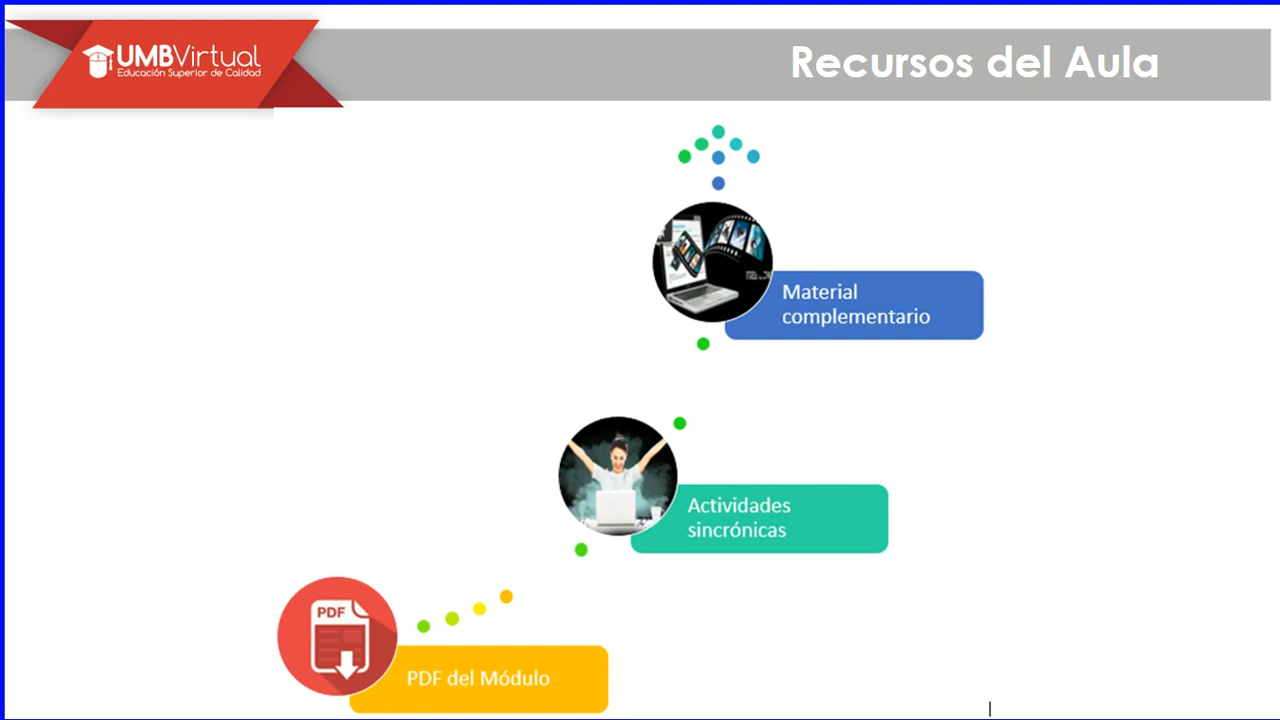 UMBVirtual
Educación Superior de Calidad
Recursos del Aula
Material
complementario
Actividades
sincrónicas
PDF
PDF del Módulo